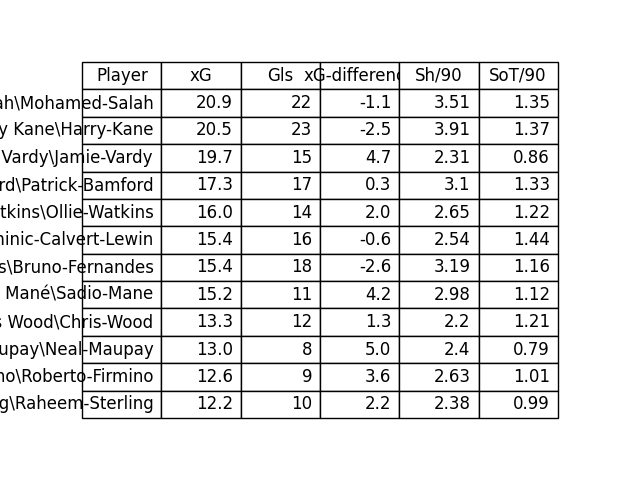 Player xG Gls xG-differenc Sh/90 SoT/90
ah\Mohamed-Salah 20.9 22 -1.1 3.51 1.35
y Kane\Harry-Kane 20.5 23 -2.5 3.91 1.37
Vardy\Jamie-Vardy 19.7 15 4.7 2.31 0.86
rd\Patrick-Bamford 17.3 17 0.3 3.1 1.33
tkins\Ollie-Watkins 16.0 14 2.0 2.65 1.22
minic-Calvert-Lewin 15.4 16 -0.6 2.54 1.44
s\Bruno-Fernandes 15.4 18 -2.6 3.19 1.16
Mané\Sadio-Mane 15.2 11 4.2 2.98 1.12
s Wood\Chris-Wood 13.3 12 1.3 2.2 1.21
upay\Neal-Maupay 13.0 8 5.0 2.4 0.79
no\Roberto-Firmino 12.6 9 3.6 2.63 1.01
g\Raheem-Sterling 12.2 10 2.2 2.38 0.99